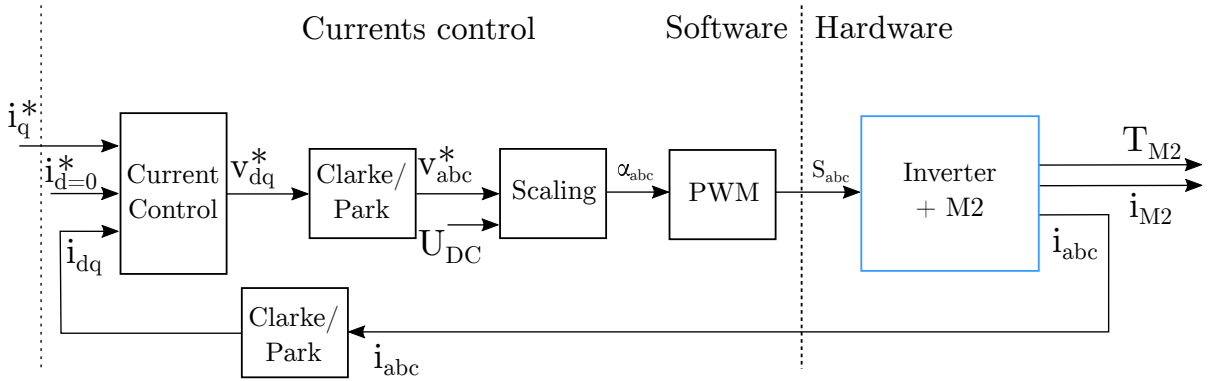 Currents control
Software
Hardware
i*q
i*d=0
idq
Current
Control
v*dq
Clarke/
Park
v*abc
UDC
Scaling
αabc
PWM
Sabc
Inverter
+ M2
TM2
iM2
iabc
Clarke/
Park
iabc